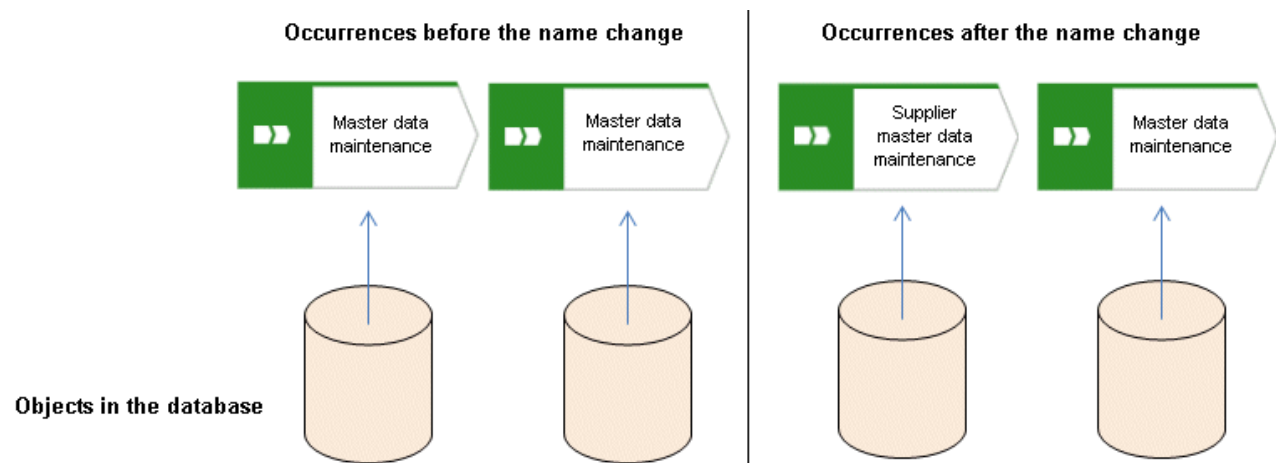 Occurrences before the name change
Occurrences after the name change
Master data
maintenance
Master data
maintenance
Supplier
master data
maintenance
Master data
maintenance
Objects in the database